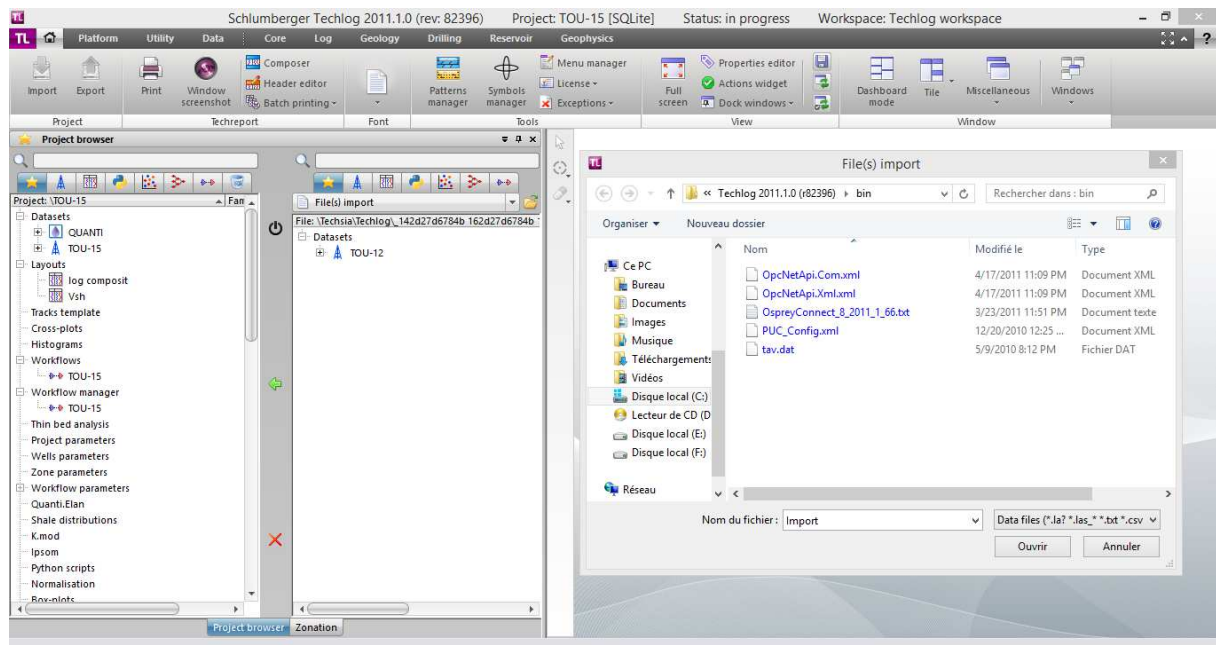 Schlumberger Techlog 2011.1.0 (rev: 82396) Project: TOU-15 [SQLite] Status: in progress Workspace: Techlog workspace
TL Platform Utility Data Core Log Geology Drilling Reservoir Geophysics ?
Import Export Print Window screenshot
Composer
Header editor
Batch printing
Patterns manager Symbols manager
Menu manager
License
Exceptions
Full screen
Properties editor
Actions widget
Dock windows
Dashboard mode Tile Miscellaneous Windows
Project Techreport Font Tools View Window
Project browser
Project: \TOU-15 Fan
Datasets
QUANTI
TOU-15
Layouts
log composit
Vsh
Tracks template
Cross-plots
Histograms
Workflows
TOU-15
Workflow manager
TOU-15
Thin bed analysis
Project parameters
Wells parameters
Zone parameters
Workflow parameters
Quanti.Elan
Shale distributions
K.mod
Ipsom
Python scripts
Normalisation
Box-plots
File(s) import
File: \Techsia\Techlog\_142d27d6784b 162d27d6784b
Datasets
TOU-12
Project browser Zonation
TL File(s) import
« Techlog 2011.1.0 (r82396) bin Rechercher dans : bin
Organiser Nouveau dossier
Ce PC
Bureau
Documents
Images
Musique
Téléchargements
Vidéos
Disque local (C:)
Lecteur de CD (D
Disque local (E:)
Disque local (F:)
Réseau
Nom Modifié le Type
OpcNetApi.Com.xml 4/17/2011 11:09 PM Document XML
OpcNetApi.Xml.xml 4/17/2011 11:09 PM Document XML
OspreyConnect_8_2011_1_66.txt 3/23/2011 11:51 PM Document texte
PUC_Config.xml 12/20/2010 12:25 ... Document XML
tav.dat 5/9/2010 8:12 PM Fichier DAT
Nom du fichier : Import Data files (*.la? *.las_* *.txt *.csv
Ouvrir Annuler